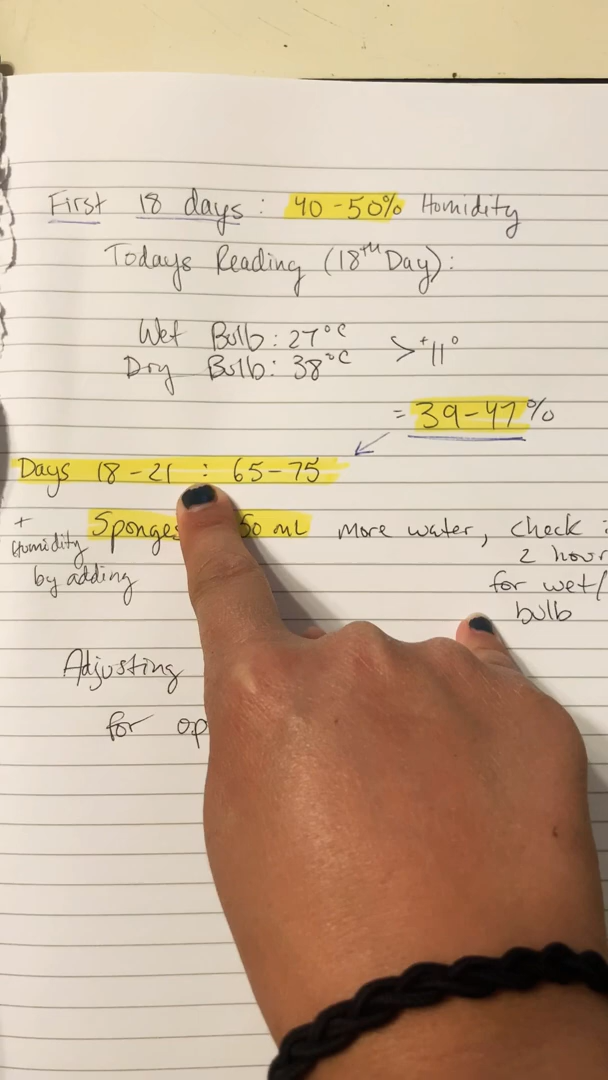 First 18 days: 40-50% Humidity
Todays Reading (18th Day):
Wet Bulb: 27°C
Dry Bulb: 38°C >+11°
= 39-47%
Days 18-21 : 65-75
+ Humidity by adding
Sponges 50 mL more water, check
2 hour
for wet/
bulb
Adjusting
for op